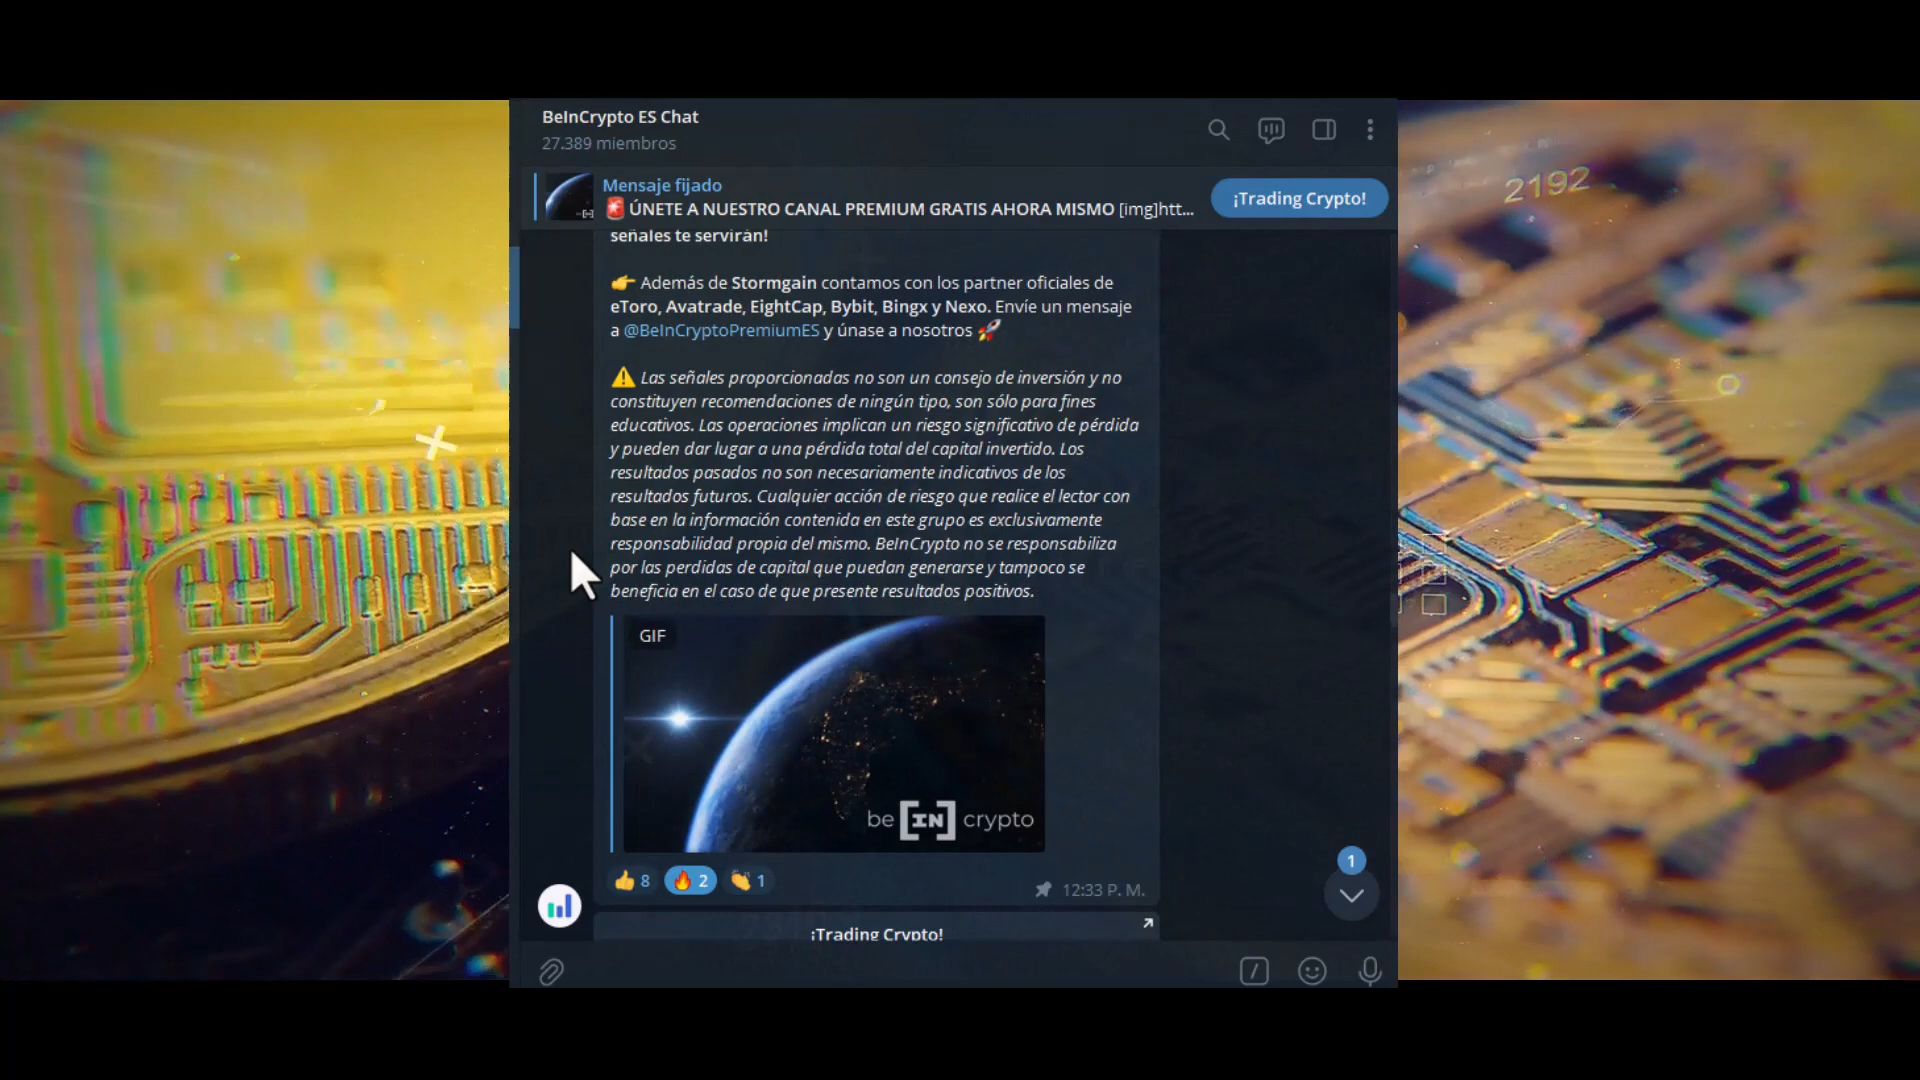 BeInCrypto ES Chat
27.389 miembros
Mensaje fijado
🚨 ÚNETE A NUESTRO CANAL PREMIUM GRATIS AHORA MISMO [img]htt...
¡Trading Crypto!
2192
señales te servirán!
👉 Además de Stormgain contamos con los partner oficiales de
eToro, Avatrade, EightCap, Bybit, Bingx y Nexo. Envíe un mensaje
a @BeInCryptoPremiumES y únase a nosotros 🚀
⚠️ Las señales proporcionadas no son un consejo de inversión y no
constituyen recomendaciones de ningún tipo, son sólo para fines
educativos. Las operaciones implican un riesgo significativo de pérdida
y pueden dar lugar a una pérdida total del capital invertido. Los
resultados pasados no son necesariamente indicativos de los
resultados futuros. Cualquier acción de riesgo que realice el lector con
base en la información contenida en este grupo es exclusivamente
responsabilidad propia del mismo. BeInCrypto no se responsabiliza
por las perdidas de capital que puedan generarse y tampoco se
beneficia en el caso de que presente resultados positivos.
GIF
be [IN] crypto
👍 8 🔥 2 👏 1
12:33 P. M.
1
¡Trading Crypto!